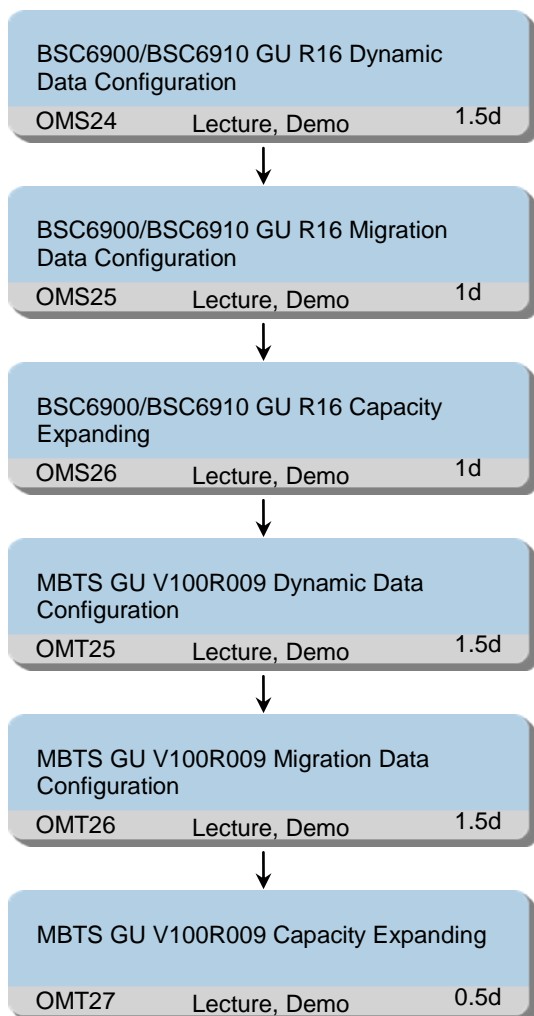 BSC6900/BSC6910 GU R16 Dynamic
Data Configuration
OMS24 Lecture, Demo 1.5d
BSC6900/BSC6910 GU R16 Migration
Data Configuration
OMS25 Lecture, Demo 1d
BSC6900/BSC6910 GU R16 Capacity
Expanding
OMS26 Lecture, Demo 1d
MBTS GU V100R009 Dynamic Data
Configuration
OMT25 Lecture, Demo 1.5d
MBTS GU V100R009 Migration Data
Configuration
OMT26 Lecture, Demo 1.5d
MBTS GU V100R009 Capacity Expanding
OMT27 Lecture, Demo 0.5d